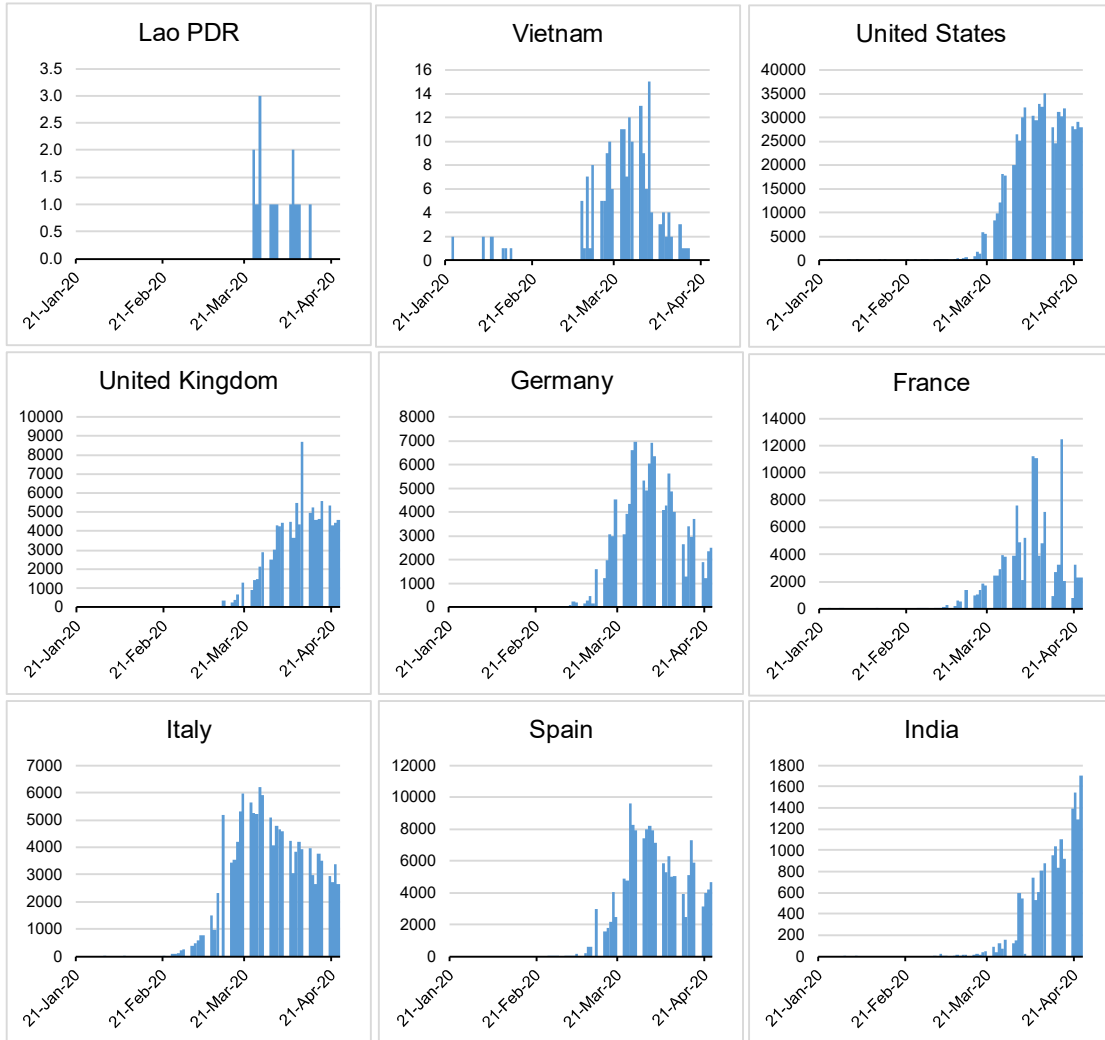 Lao PDR
3.5
3.0
2.5
2.0
1.5
1.0
0.5
0.0
21-Jan-20
21-Feb-20
21-Mar-20
21-Apr-20
Vietnam
16
14
12
10
8
6
4
2
0
21-Jan-20
21-Feb-20
21-Mar-20
21-Apr-20
United States
40000
35000
30000
25000
20000
15000
10000
5000
0
21-Jan-20
21-Feb-20
21-Mar-20
21-Apr-20
United Kingdom
10000
9000
8000
7000
6000
5000
4000
3000
2000
1000
0
21-Jan-20
21-Feb-20
21-Mar-20
21-Apr-20
Germany
8000
7000
6000
5000
4000
3000
2000
1000
0
21-Jan-20
21-Feb-20
21-Mar-20
21-Apr-20
France
14000
12000
10000
8000
6000
4000
2000
0
21-Jan-20
21-Feb-20
21-Mar-20
21-Apr-20
Italy
7000
6000
5000
4000
3000
2000
1000
0
21-Jan-20
21-Feb-20
21-Mar-20
21-Apr-20
Spain
12000
10000
8000
6000
4000
2000
0
21-Jan-20
21-Feb-20
21-Mar-20
21-Apr-20
India
1800
1600
1400
1200
1000
800
600
400
200
0
21-Jan-20
21-Feb-20
21-Mar-20
21-Apr-20